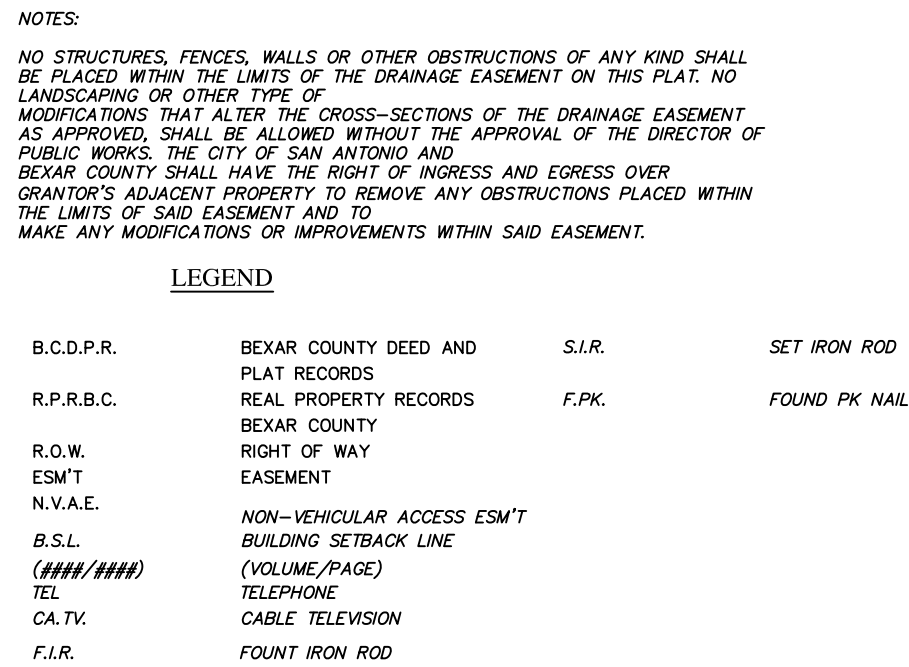 NOTES:
NO STRUCTURES, FENCES, WALLS OR OTHER OBSTRUCTIONS OF ANY KIND SHALL
BE PLACED WITHIN THE LIMITS OF THE DRAINAGE EASEMENT ON THIS PLAT. NO
LANDSCAPING OR OTHER TYPE OF
MODIFICATIONS THAT ALTER THE CROSS-SECTIONS OF THE DRAINAGE EASEMENT
AS APPROVED, SHALL BE ALLOWED WITHOUT THE APPROVAL OF THE DIRECTOR OF
PUBLIC WORKS. THE CITY OF SAN ANTONIO AND
BEXAR COUNTY SHALL HAVE THE RIGHT OF INGRESS AND EGRESS OVER
GRANTOR'S ADJACENT PROPERTY TO REMOVE ANY OBSTRUCTIONS PLACED WITHIN
THE LIMITS OF SAID EASEMENT AND TO
MAKE ANY MODIFICATIONS OR IMPROVEMENTS WITHIN SAID EASEMENT.
LEGEND
B.C.D.P.R. BEXAR COUNTY DEED AND S.I.R. SET IRON ROD
PLAT RECORDS
R.P.R.B.C. REAL PROPERTY RECORDS F.PK. FOUND PK NAIL
BEXAR COUNTY
R.O.W. RIGHT OF WAY
ESM'T EASEMENT
N.V.A.E. NON-VEHICULAR ACCESS ESM'T
B.S.L. BUILDING SETBACK LINE
(####/####) (VOLUME/PAGE)
TEL TELEPHONE
CA.TV. CABLE TELEVISION
F.I.R. FOUNT IRON ROD